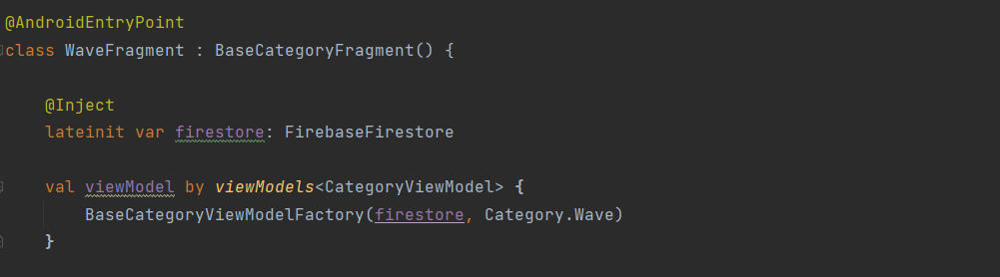 @AndroidEntryPoint
class WaveFragment : BaseCategoryFragment() {
@Inject
lateinit var firestore: FirebaseFirestore
val viewModel by viewModels<CategoryViewModel> {
BaseCategoryViewModelFactory(firestore, Category.Wave)
}